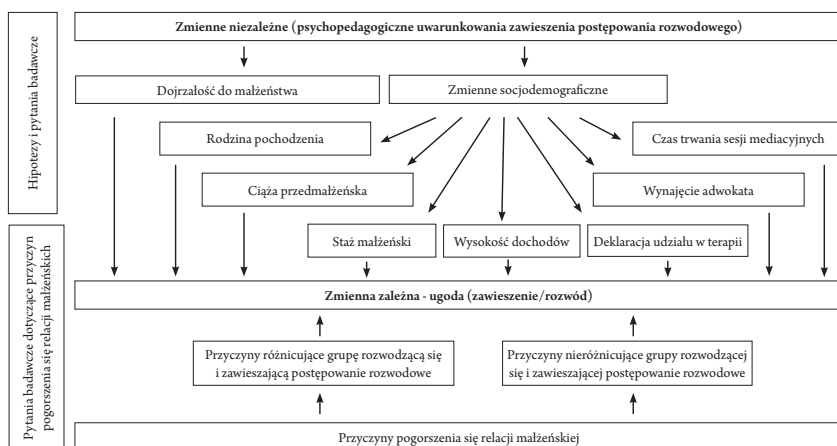 Hipotezy i pytania badawcze
Zmienne niezależne (psychopedagogiczne uwarunkowania zawieszenia postępowania rozwodowego)
Dojrzałość do małżeństwa
Zmienne socjodemograficzne
Rodzina pochodzenia
Czas trwania sesji mediacyjnych
Ciąża przedmałżeńska
Wynajęcie adwokata
Staż małżeński
Wysokość dochodów
Deklaracja udziału w terapii
Pytania badawcze dotyczące przyczyn
pogorszenia się relacji małżeńskich
Zmienna zależna - ugoda (zawieszenie/rozwód)
Przyczyny różnicujące grupę rozwodzącą się
i zawieszającą postępowanie rozwodowe
Przyczyny nieróżnicujące grupy rozwodzącej
się i zawieszającej postępowanie rozwodowe
Przyczyny pogorszenia się relacji małżeńskiej